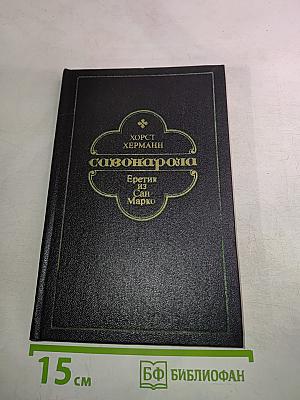 ХОРСТ
ХЕРМАНН
савонарола
Еретик
из
Сан
Марко
15 см
БФ БИБЛИОФАН